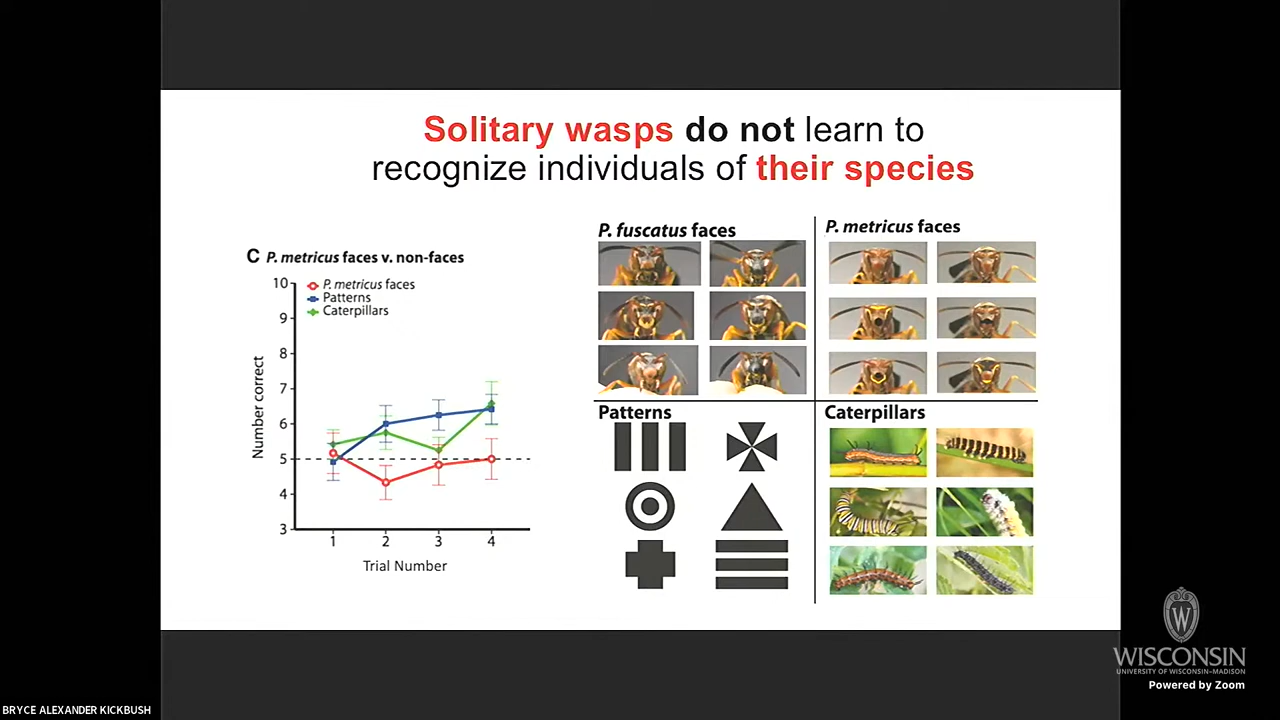 Solitary wasps do not learn to
recognize individuals of their species
C P. metricus faces v. non-faces
P. metricus faces
Patterns
Caterpillars
10
9
8
7
6
5
4
3
Number correct
1 2 3 4
Trial Number
P. fuscatus faces
P. metricus faces
Patterns
Caterpillars
W
WISCONSIN
UNIVERSITY OF WISCONSIN–MADISON
Powered by Zoom
BRYCE ALEXANDER KICKBUSH